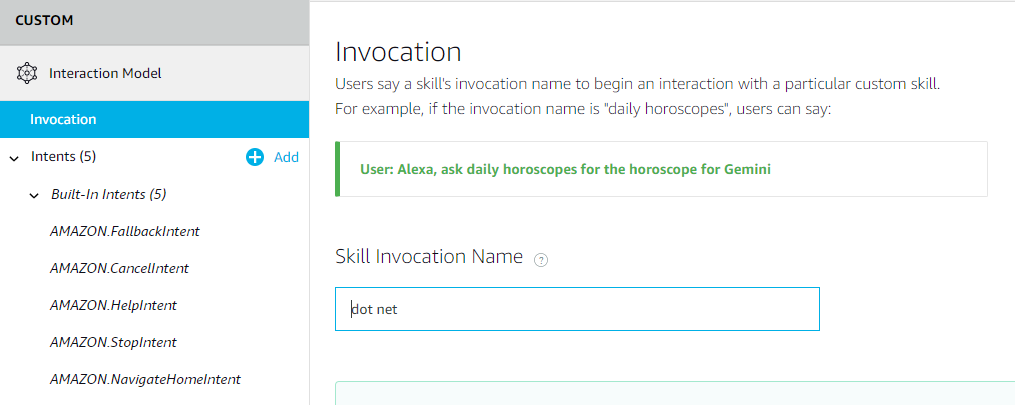 CUSTOM
Interaction Model
Invocation
Intents (5)
Add
Built-In Intents (5)
AMAZON.FallbackIntent
AMAZON.CancelIntent
AMAZON.HelpIntent
AMAZON.StopIntent
AMAZON.NavigateHomeIntent
Invocation
Users say a skill's invocation name to begin an interaction with a particular custom skill.
For example, if the invocation name is "daily horoscopes", users can say:
User: Alexa, ask daily horoscopes for the horoscope for Gemini
Skill Invocation Name ?
dot net